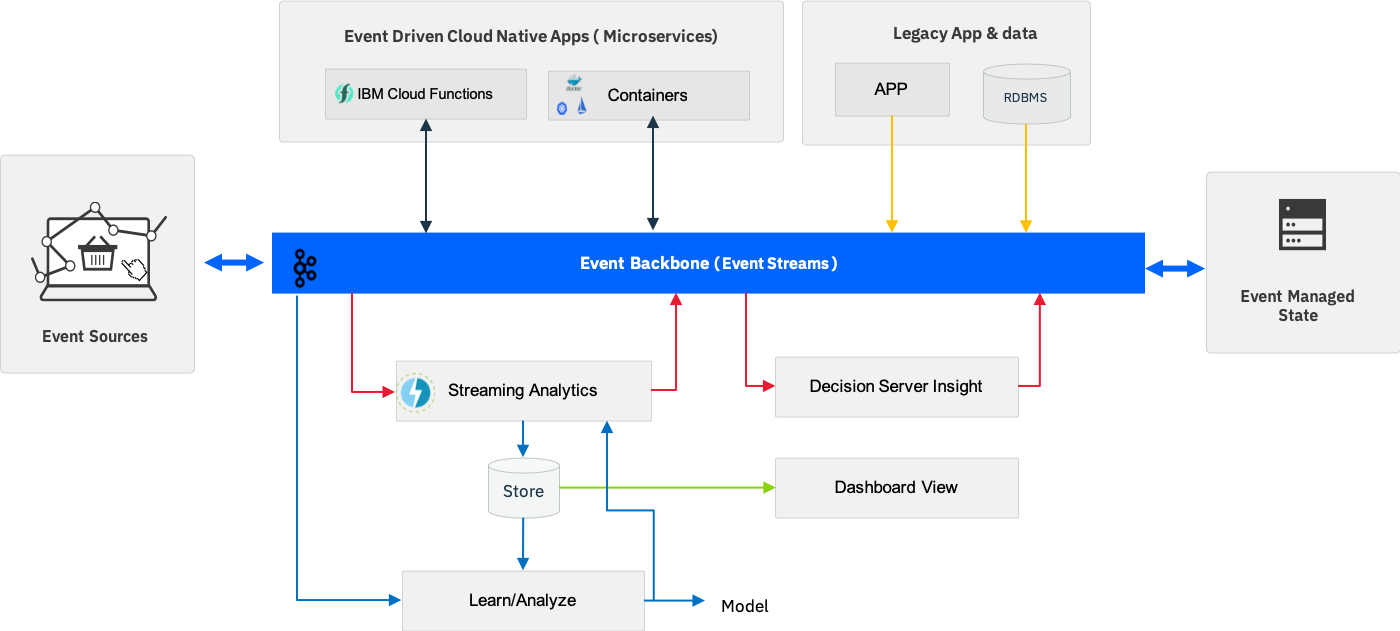 Event Driven Cloud Native Apps ( Microservices)
Legacy App & data
IBM Cloud Functions
docker
Containers
APP
RDBMS
Event Sources
Event Backbone (Event Streams )
Event Managed
State
Streaming Analytics
Decision Server Insight
Store
Dashboard View
Learn/Analyze
Model